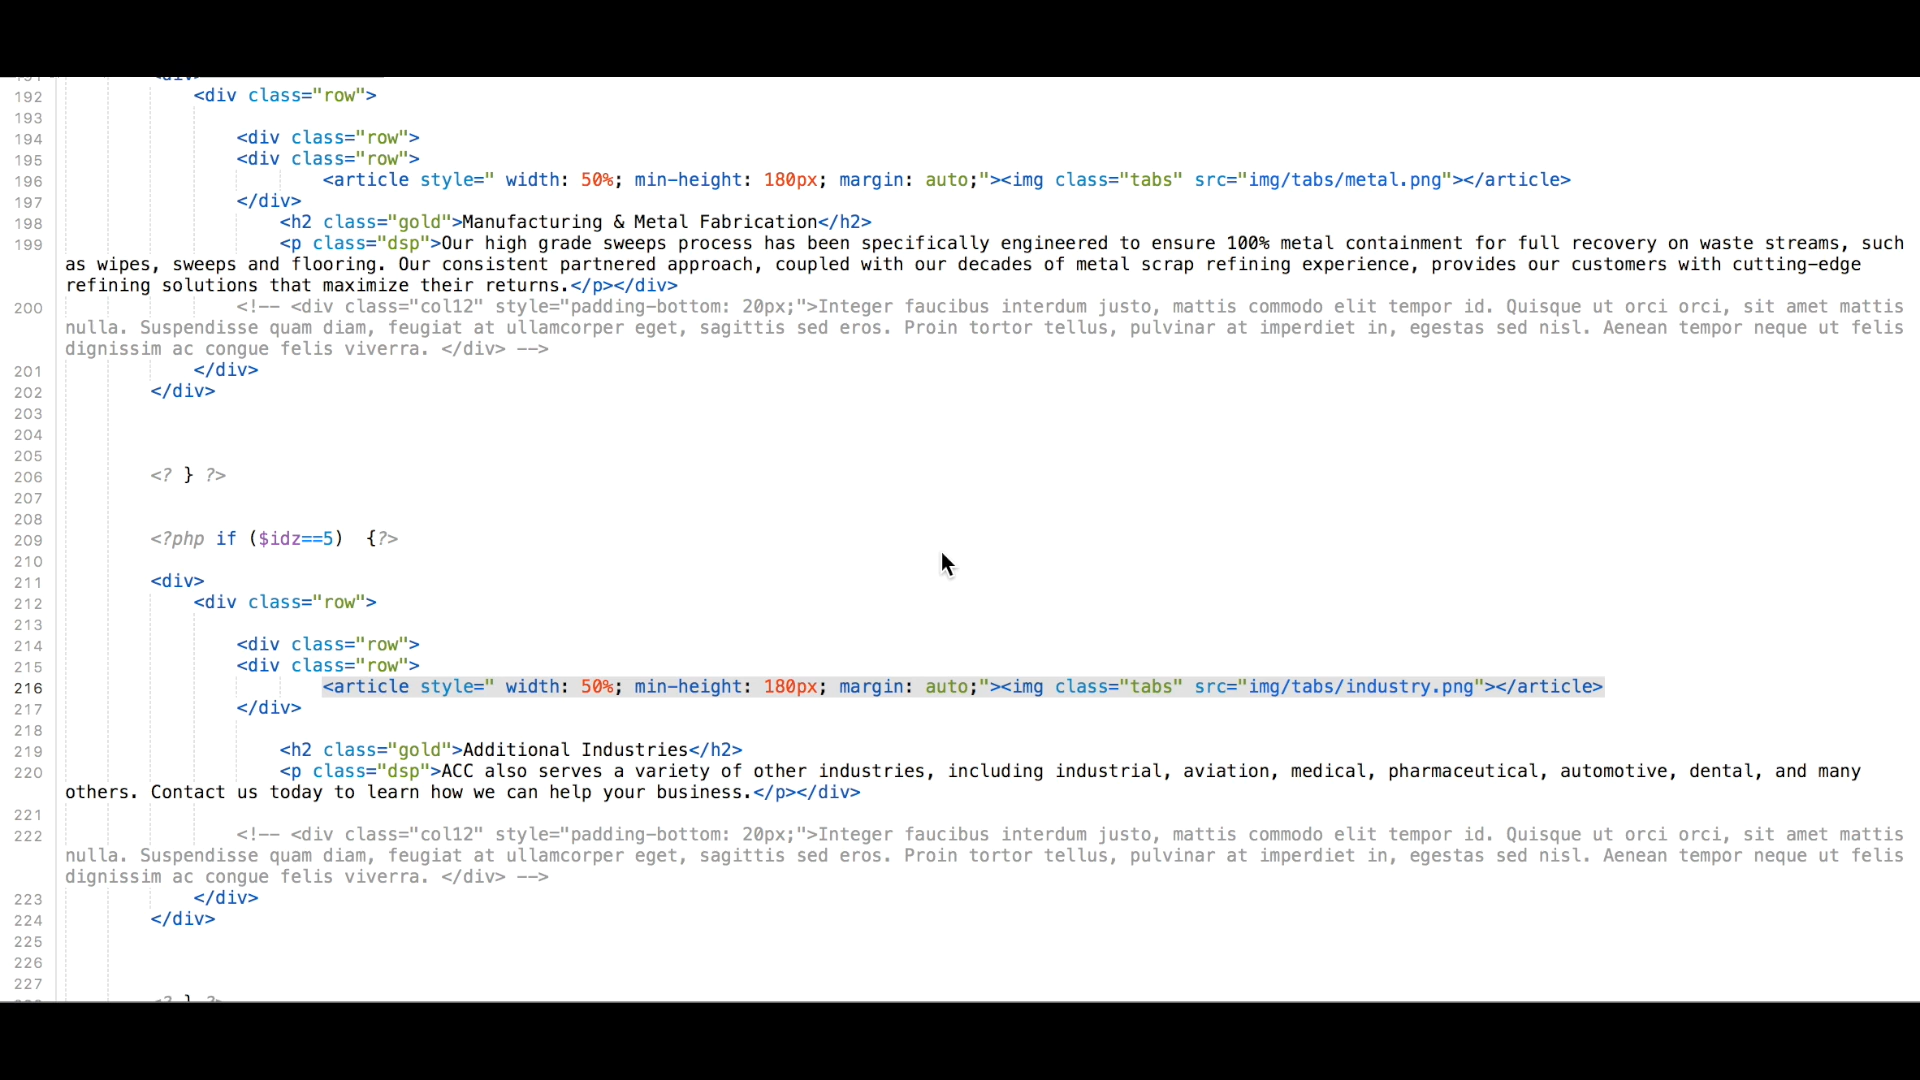 192 <div class="row">
193
194 <div class="row">
195 <div class="row">
196 <article style=" width: 50%; min-height: 180px; margin: auto;"><img class="tabs" src="img/tabs/metal.png"></article>
197 </div>
198 <h2 class="gold">Manufacturing & Metal Fabrication</h2>
199 <p class="dsp">Our high grade sweeps process has been specifically engineered to ensure 100% metal containment for full recovery on waste streams, such
as wipes, sweeps and flooring. Our consistent partnered approach, coupled with our decades of metal scrap refining experience, provides our customers with cutting-edge
refining solutions that maximize their returns.</p></div>
200 <!-- <div class="col12" style="padding-bottom: 20px;">Integer faucibus interdum justo, mattis commodo elit tempor id. Quisque ut orci orci, sit amet mattis
nulla. Suspendisse quam diam, feugiat at ullamcorper eget, sagittis sed eros. Proin tortor tellus, pulvinar at imperdiet in, egestas sed nisl. Aenean tempor neque ut felis
dignissim ac congue felis viverra. </div> -->
201 </div>
202 </div>
203
204
205
206 <? } ?>
207
208
209 <?php if ($idz==5)  {?>
210
211 <div>
212 <div class="row">
213
214 <div class="row">
215 <div class="row">
216 <article style=" width: 50%; min-height: 180px; margin: auto;"><img class="tabs" src="img/tabs/industry.png"></article>
217 </div>
218
219 <h2 class="gold">Additional Industries</h2>
220 <p class="dsp">ACC also serves a variety of other industries, including industrial, aviation, medical, pharmaceutical, automotive, dental, and many
others. Contact us today to learn how we can help your business.</p></div>
221
222 <!-- <div class="col12" style="padding-bottom: 20px;">Integer faucibus interdum justo, mattis commodo elit tempor id. Quisque ut orci orci, sit amet mattis
nulla. Suspendisse quam diam, feugiat at ullamcorper eget, sagittis sed eros. Proin tortor tellus, pulvinar at imperdiet in, egestas sed nisl. Aenean tempor neque ut felis
dignissim ac congue felis viverra. </div> -->
223 </div>
224 </div>
225
226
227